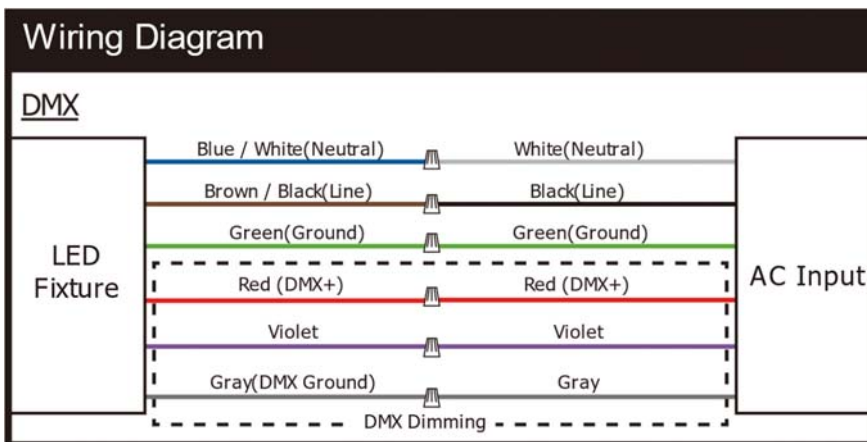 Wiring Diagram
DMX
Blue / White(Neutral) White(Neutral)
Brown / Black(Line) Black(Line)
Green(Ground) Green(Ground)
LED
Fixture
AC Input
Red (DMX+) Red (DMX+)
Violet Violet
Gray(DMX Ground) Gray
DMX Dimming